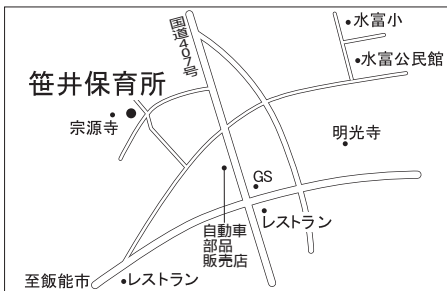 国道407号
水富小
水富公民館
笹井保育所
宗源寺
明光寺
GS
レストラン
自動車
部品
販売店
至飯能市
レストラン